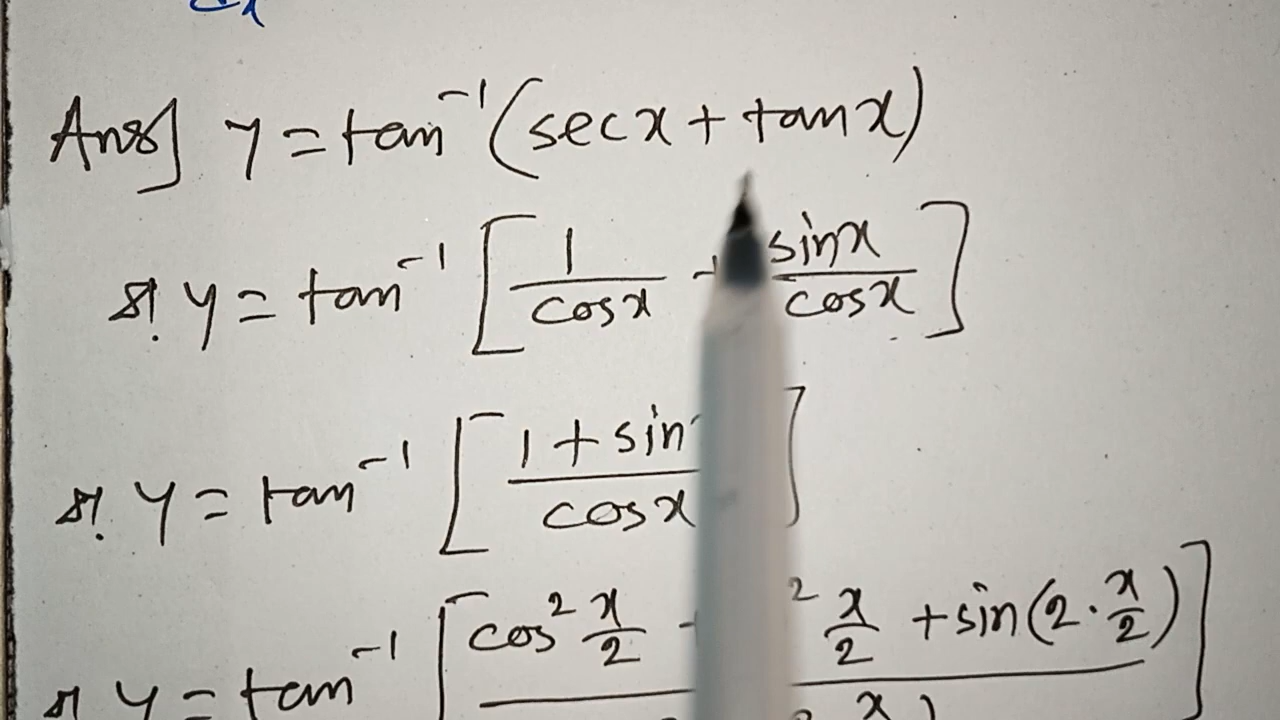 Ans] y = tan⁻¹ (secx + tanx)
y = tan⁻¹ [1/cosx + sinx/cosx]
y = tan⁻¹ [1 + sin / cosx]
y = tan⁻¹ [cos² x/2 ² x/2 + sin(2 · x/2)